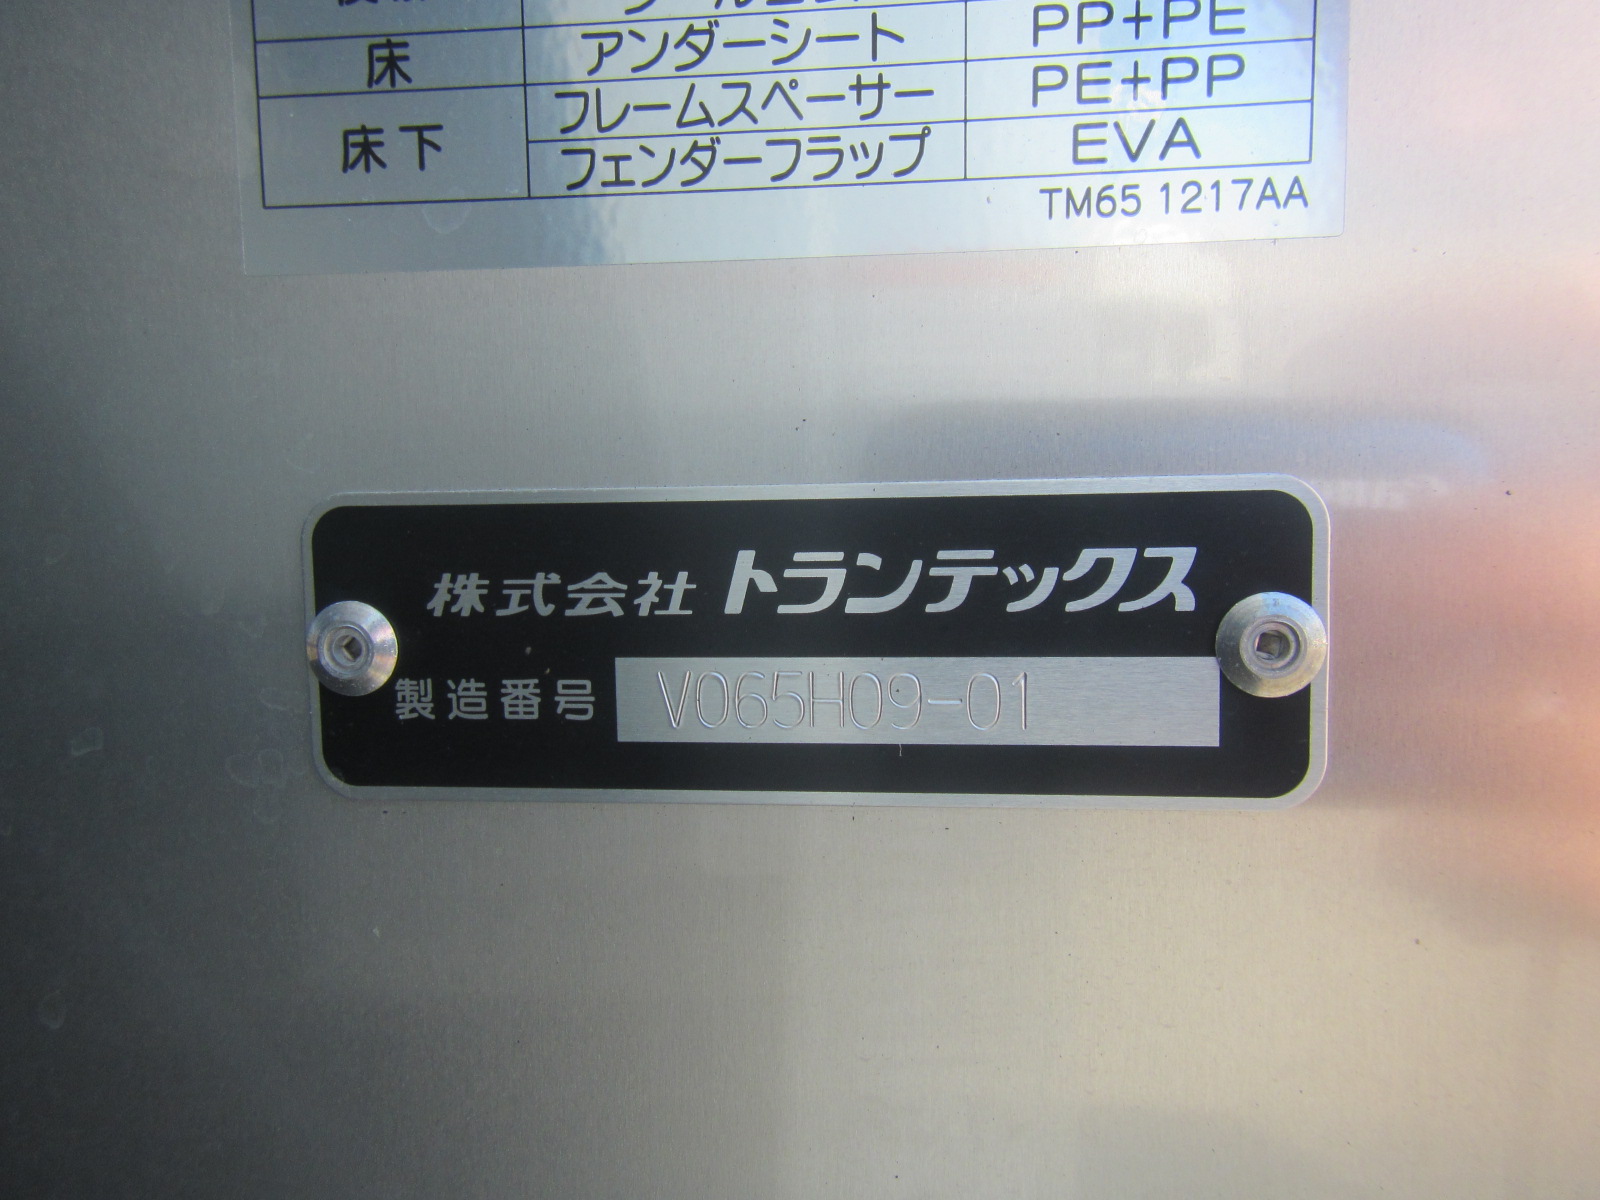 床 アンダーシート PP+PE
床下 フレームスペーサー PE+PP
フェンダーフラップ EVA
TM65 1217AA
株式会社 トランテックス
製造番号 V065H09-01